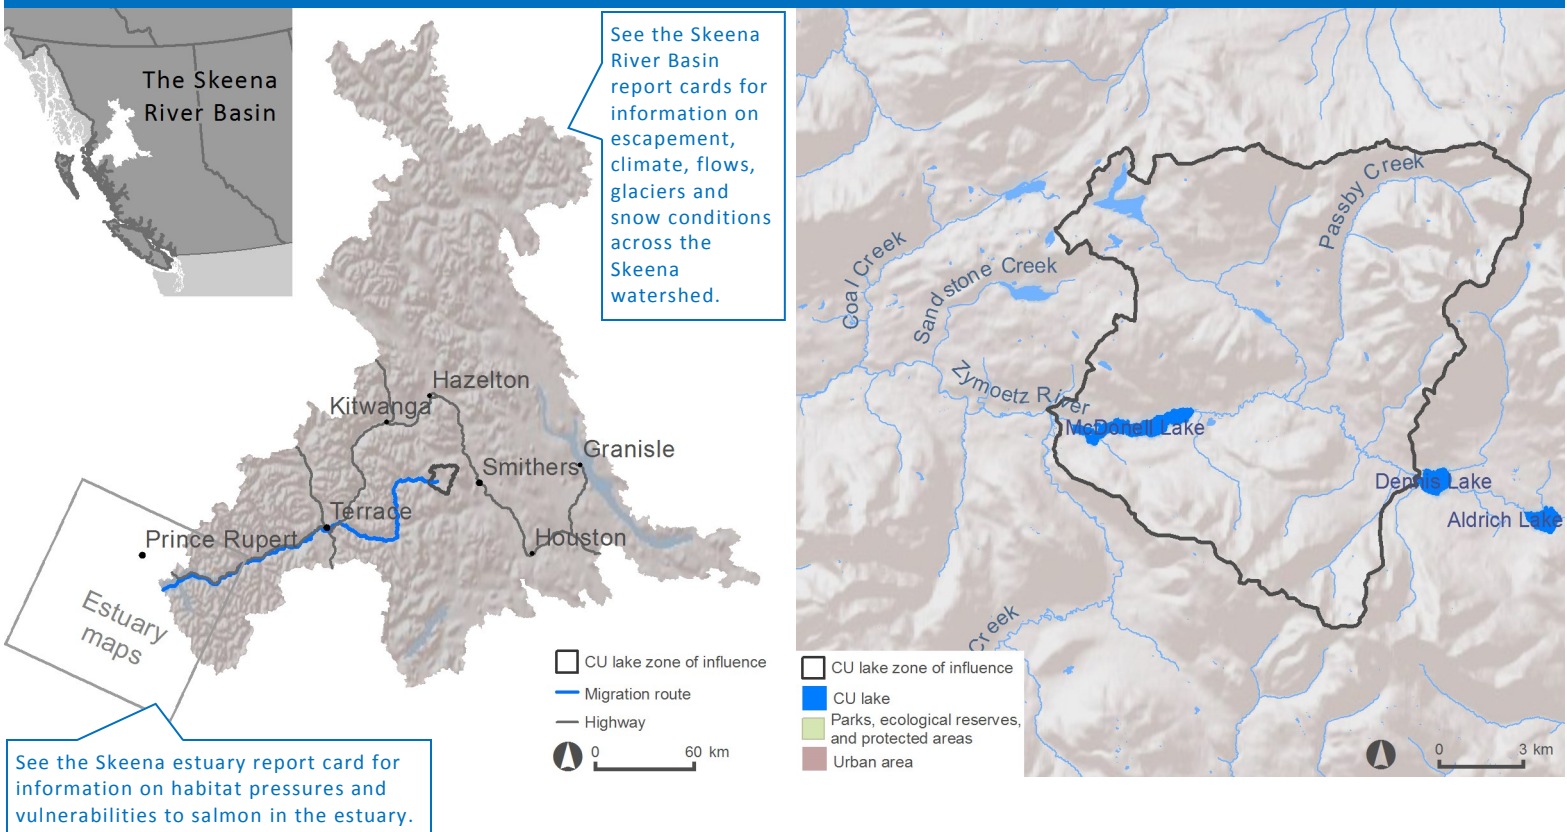 The Skeena
River Basin
See the Skeena
River Basin
report cards for
information on
escapement,
climate, flows,
glaciers and
snow conditions
across the
Skeena
watershed.
Hazelton
Kitwanga
Granisle
Smithers
Terrace
Prince Rupert
Houston
Estuary
maps
CU lake zone of influence
Migration route
Highway
0 60 km
See the Skeena estuary report card for
information on habitat pressures and
vulnerabilities to salmon in the estuary.
Passby Creek
Coal Creek
Sandstone Creek
Zymoetz River
McDonell Lake
Dennis Lake
Aldrich Lake
Creek
CU lake zone of influence
CU lake
Parks, ecological reserves,
and protected areas
Urban area
0 3 km